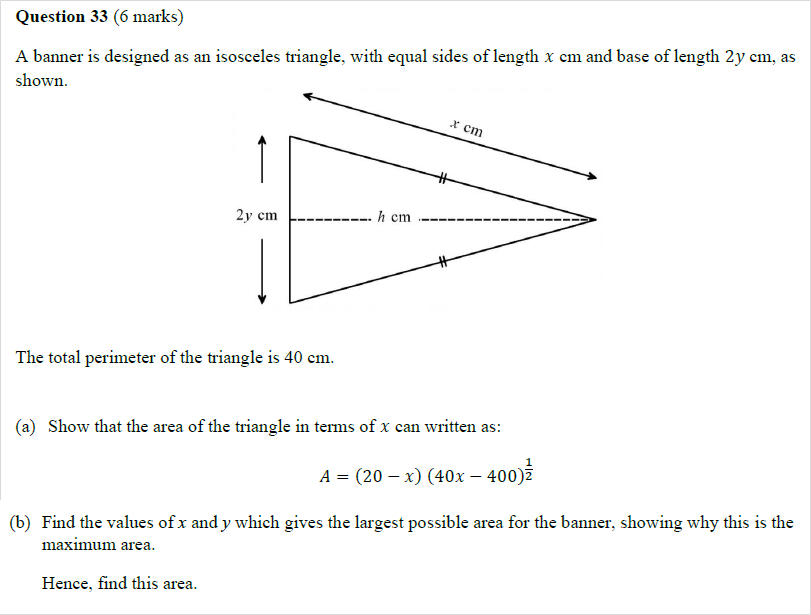 Question 33 (6 marks)
A banner is designed as an isosceles triangle, with equal sides of length x cm and base of length 2y cm, as
shown.
x cm
2y cm
h cm
The total perimeter of the triangle is 40 cm.
(a) Show that the area of the triangle in terms of x can written as:
A = (20 − x) (40x − 400)^(1/2)
(b) Find the values of x and y which gives the largest possible area for the banner, showing why this is the
maximum area.
Hence, find this area.